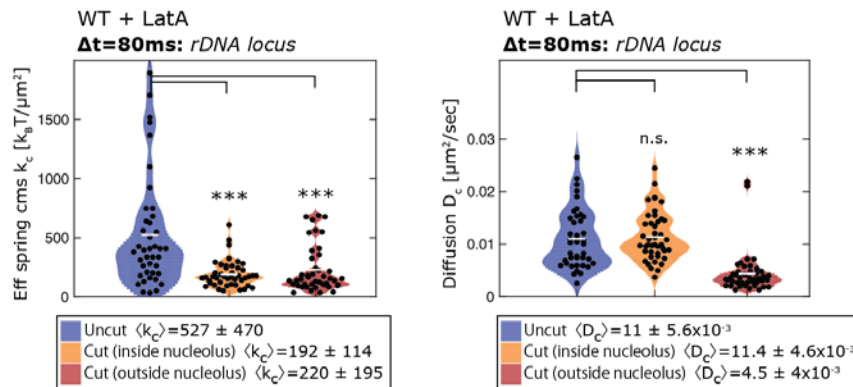 WT + LatA
Δt=80ms: rDNA locus
Eff spring cms k_c [k_BT/µm²]
1500
1000
500
0
***
***
Uncut ⟨k_c⟩=527 ± 470
Cut (inside nucleolus) ⟨k_c⟩=192 ± 114
Cut (outside nucleolus) ⟨k_c⟩=220 ± 195
WT + LatA
Δt=80ms: rDNA locus
Diffusion D_c [µm²/sec]
0.03
0.02
0.01
0
n.s.
***
Uncut ⟨D_c⟩=11 ± 5.6x10⁻³
Cut (inside nucleolus) ⟨D_c⟩=11.4 ± 4.6x10⁻³
Cut (outside nucleolus) ⟨D_c⟩=4.5 ± 4x10⁻³